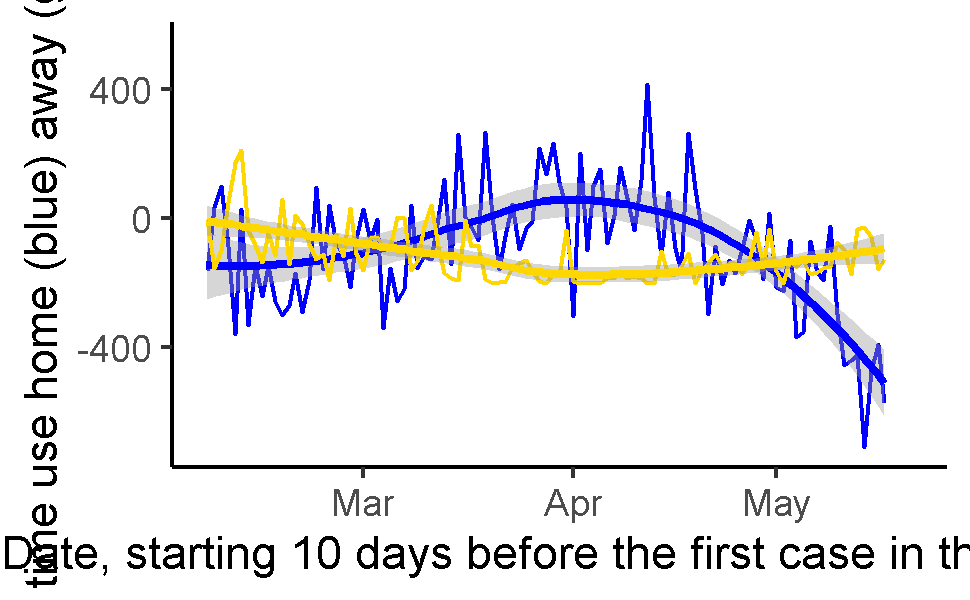 time use home (blue) away (
400
0
-400
Mar Apr May
Date, starting 10 days before the first case in th